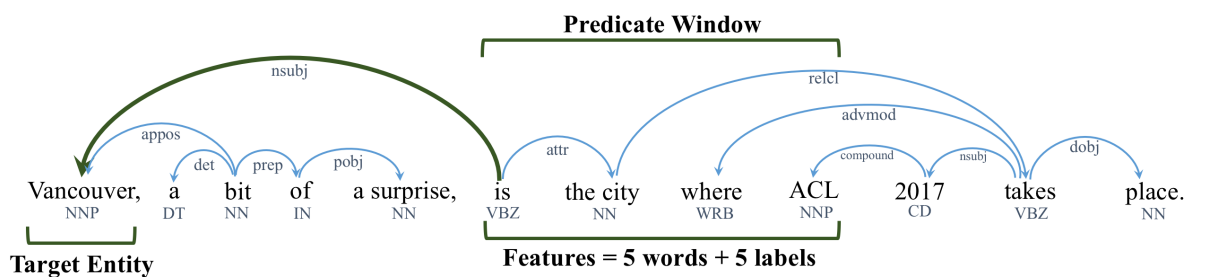 Predicate Window
nsubj
relcl
appos
advmod
det
prep
pobj
attr
compound
nsubj
dobj
Vancouver, a bit of a surprise, is the city where ACL 2017 takes place.
NNP DT NN IN NN VBZ NN WRB NNP CD VBZ NN
Target Entity
Features = 5 words + 5 labels